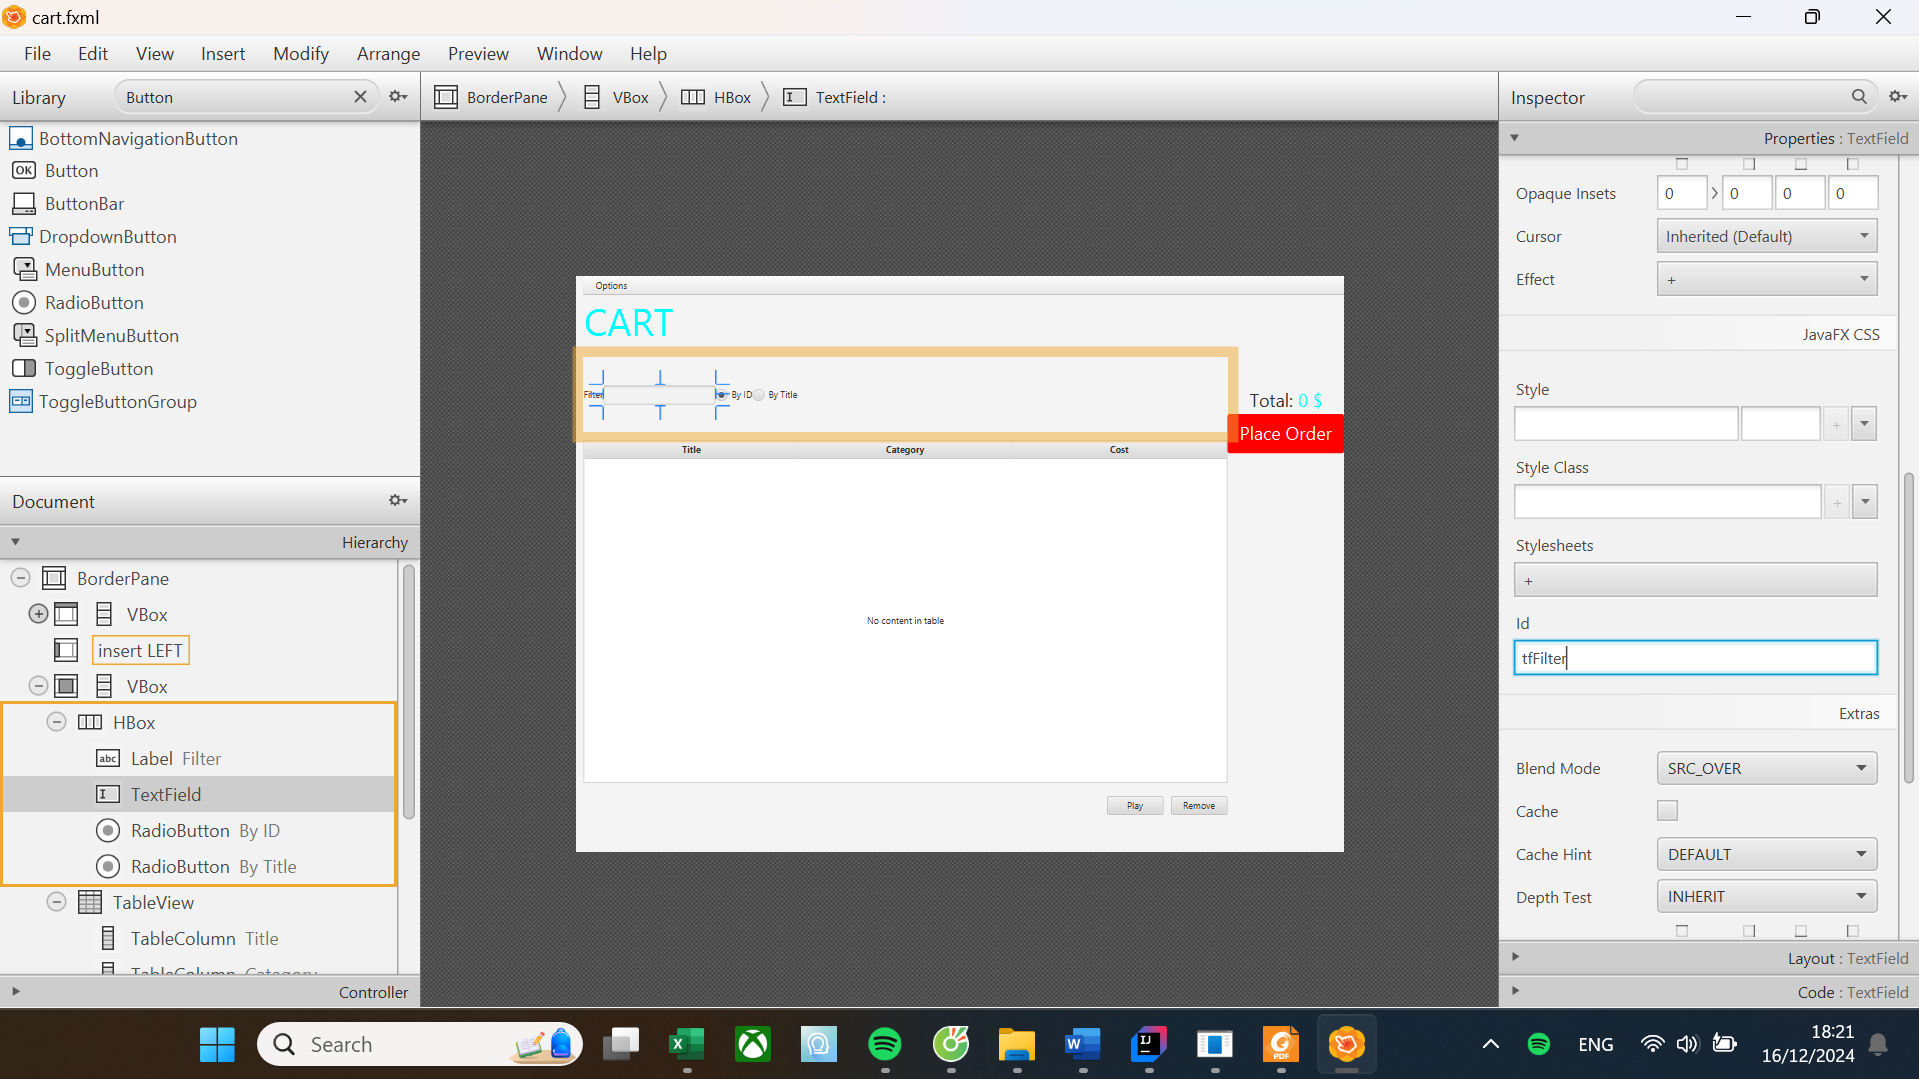 cart.fxml
File Edit View Insert Modify Arrange Preview Window Help
Library
Button
BottomNavigationButton
OK Button
ButtonBar
DropdownButton
MenuButton
RadioButton
SplitMenuButton
ToggleButton
ToggleButtonGroup
Document
Hierarchy
BorderPane
VBox
insert LEFT
VBox
HBox
abc Label Filter
TextField
RadioButton By ID
RadioButton By Title
TableView
TableColumn Title
TableColumn Category
Controller
BorderPane VBox HBox TextField :
Options
CART
Filter By ID By Title
Total: 0 $
Place Order
Title Category Cost
No content in table
Play Remove
Inspector
Properties : TextField
Opaque Insets 0 0 0 0
Cursor Inherited (Default)
Effect +
JavaFX CSS
Style
+
Style Class
+
Stylesheets
+
Id
tfFilter
Extras
Blend Mode SRC_OVER
Cache
Cache Hint DEFAULT
Depth Test INHERIT
Layout : TextField
Code : TextField
Search
ENG
18:21
16/12/2024